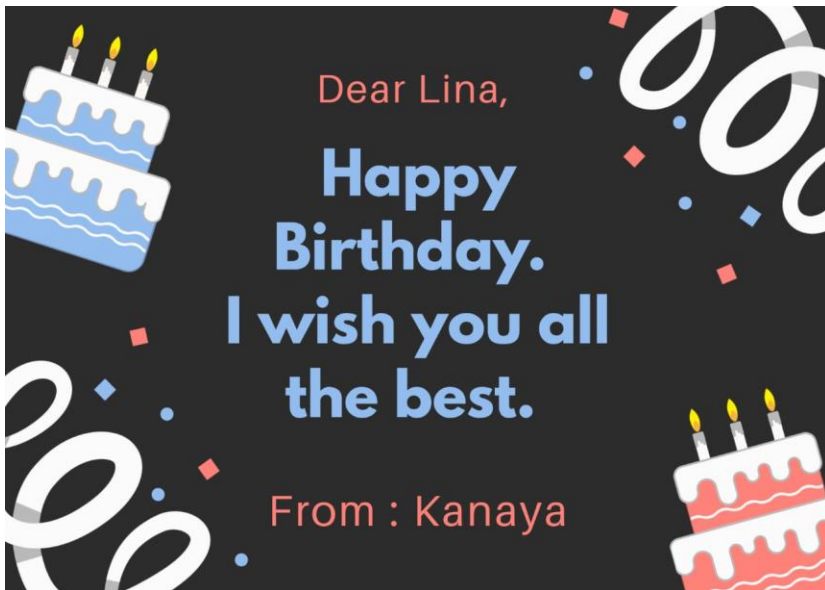 Dear Lina,
Happy
Birthday.
I wish you all
the best.
From : Kanaya